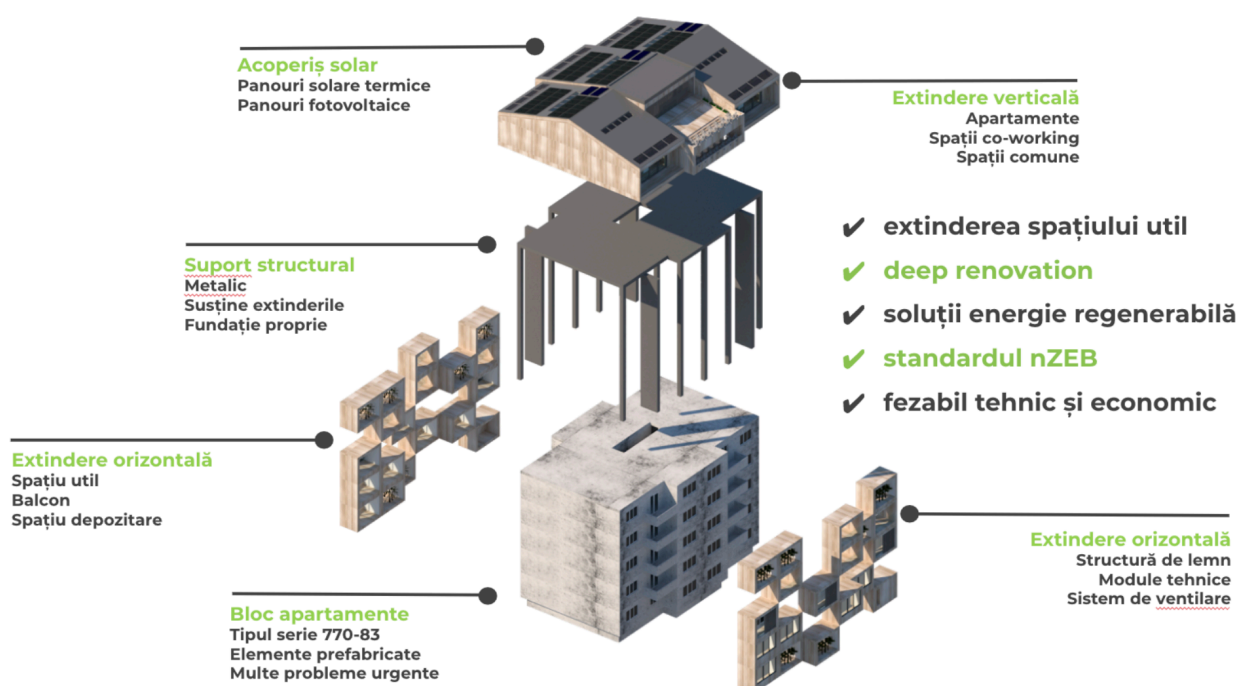 Acoperiș solar
Panouri solare termice
Panouri fotovoltaice
Extindere verticală
Apartamente
Spații co-working
Spații comune
✔ extinderea spațiului util
✔ deep renovation
✔ soluții energie regenerabilă
✔ standardul nZEB
✔ fezabil tehnic și economic
Suport structural
Metalic
Susține extinderile
Fundație proprie
Extindere orizontală
Spațiu util
Balcon
Spațiu depozitare
Extindere orizontală
Structură de lemn
Module tehnice
Sistem de ventilare
Bloc apartamente
Tipul serie 770-83
Elemente prefabricate
Multe probleme urgente